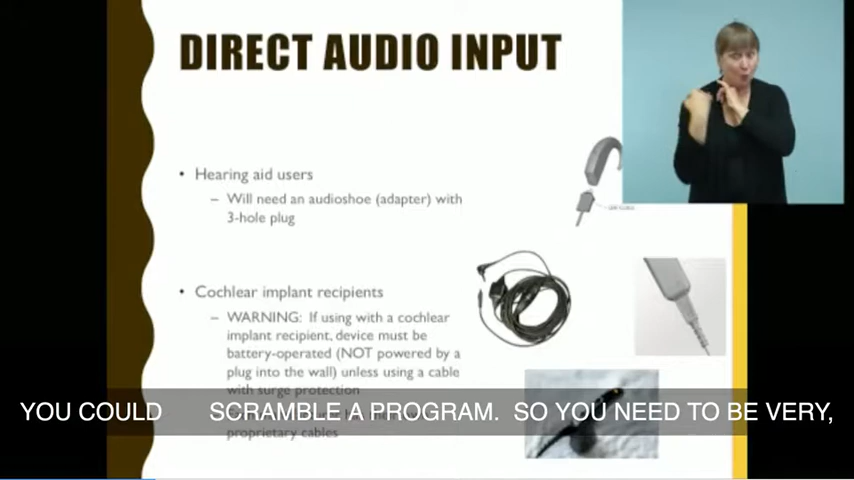 DIRECT AUDIO INPUT
• Hearing aid users
– Will need an audioshoe (adapter) with
3-hole plug
• Cochlear implant recipients
– WARNING: If using with a cochlear
implant recipient, device must be
battery-operated (NOT powered by a
plug into the wall) unless using a cable
with surge protection
YOU COULD SCRAMBLE A PROGRAM. SO YOU NEED TO BE VERY,
proprietary cables